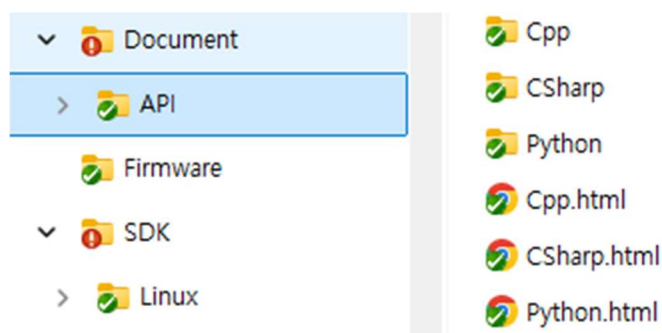 Document
API
Firmware
SDK
Linux
Cpp
CSharp
Python
Cpp.html
CSharp.html
Python.html